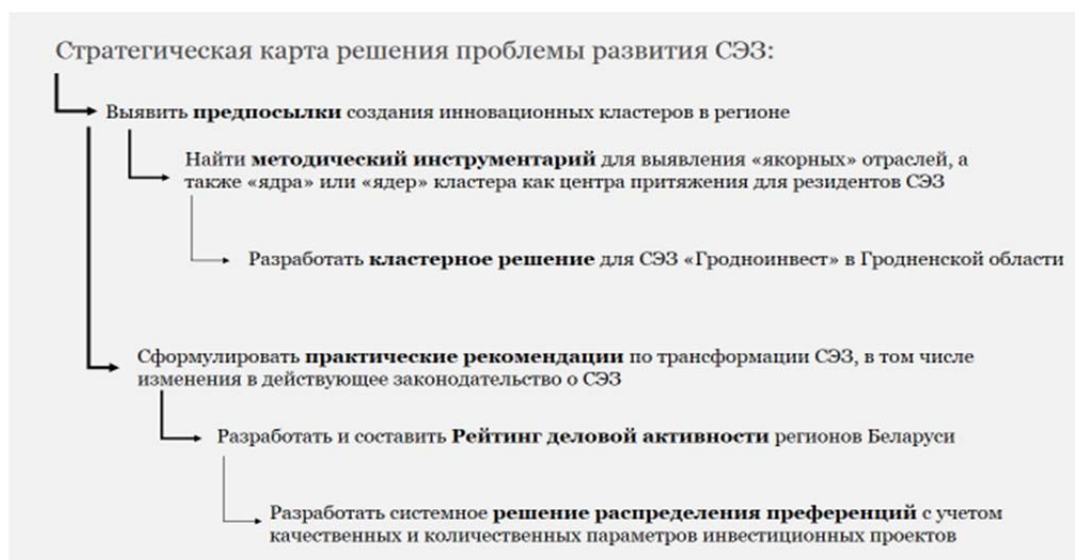 Стратегическая карта решения проблемы развития СЭЗ:
Выявить предпосылки создания инновационных кластеров в регионе
Найти методический инструментарий для выявления «якорных» отраслей, а
также «ядра» или «ядер» кластера как центра притяжения для резидентов СЭЗ
Разработать кластерное решение для СЭЗ «Гродноинвест» в Гродненской области
Сформулировать практические рекомендации по трансформации СЭЗ, в том числе
изменения в действующее законодательство о СЭЗ
Разработать и составить Рейтинг деловой активности регионов Беларуси
Разработать системное решение распределения преференций с учетом
качественных и количественных параметров инвестиционных проектов